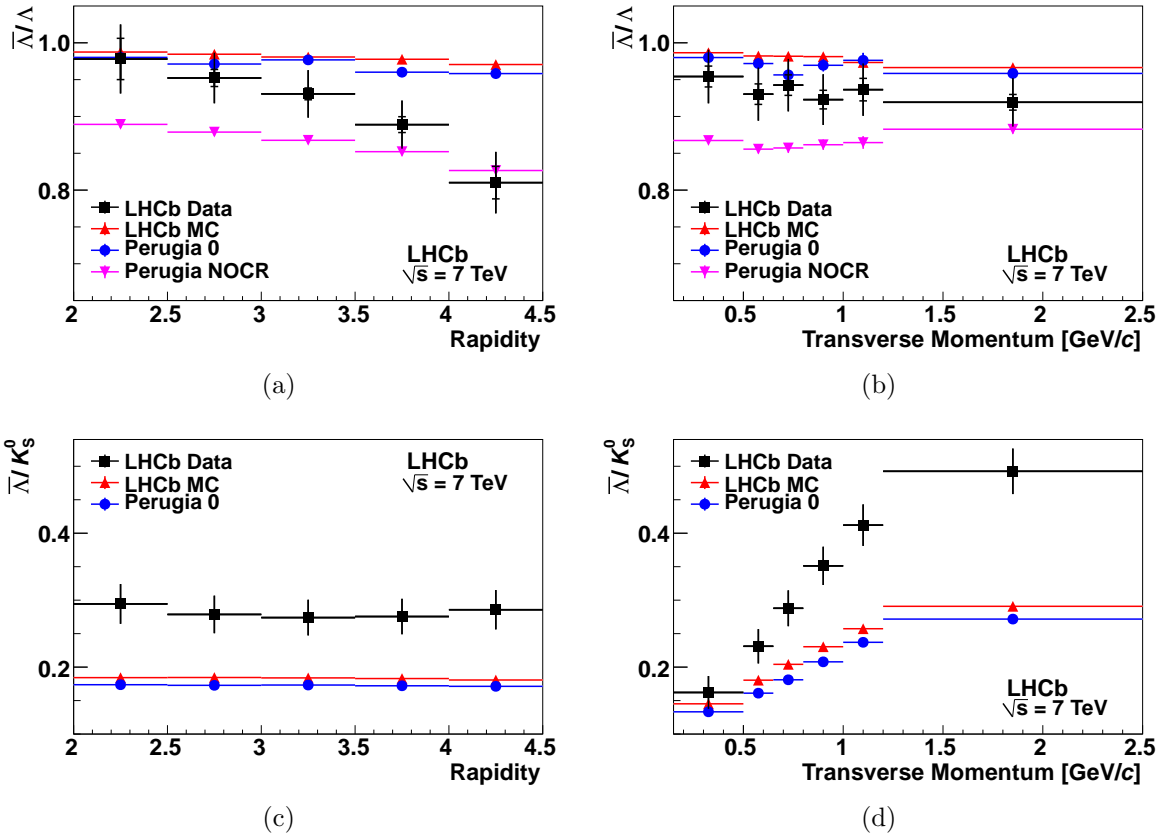 Λ̅/Λ
1.0
0.8
LHCb Data
LHCb MC
Perugia 0
Perugia NOCR
LHCb
√s = 7 TeV
2 2.5 3 3.5 4 4.5
Rapidity
(a)
Λ̅/Λ
1.0
0.8
LHCb Data
LHCb MC
Perugia 0
Perugia NOCR
LHCb
√s = 7 TeV
0.5 1 1.5 2 2.5
Transverse Momentum [GeV/c]
(b)
Λ̅/K⁰S
0.4
0.2
LHCb Data
LHCb MC
Perugia 0
LHCb
√s = 7 TeV
2 2.5 3 3.5 4 4.5
Rapidity
(c)
Λ̅/K⁰S
0.4
0.2
LHCb Data
LHCb MC
Perugia 0
LHCb
√s = 7 TeV
0.5 1 1.5 2 2.5
Transverse Momentum [GeV/c]
(d)